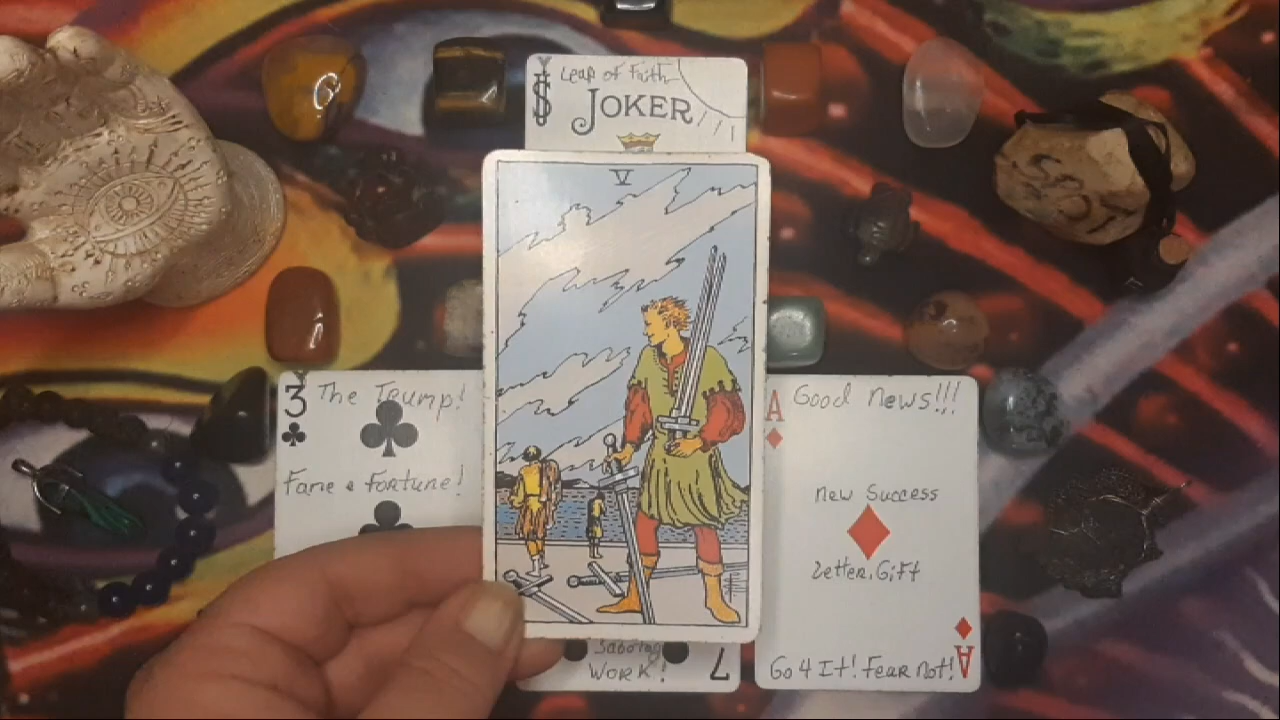 Leap of Faith
JOKER
V
3 The Trump!
Fame & Fortune!
A Good News!!!
New Success
Letter, Gift
Go 4 It! Fear not! A
WORK! 7